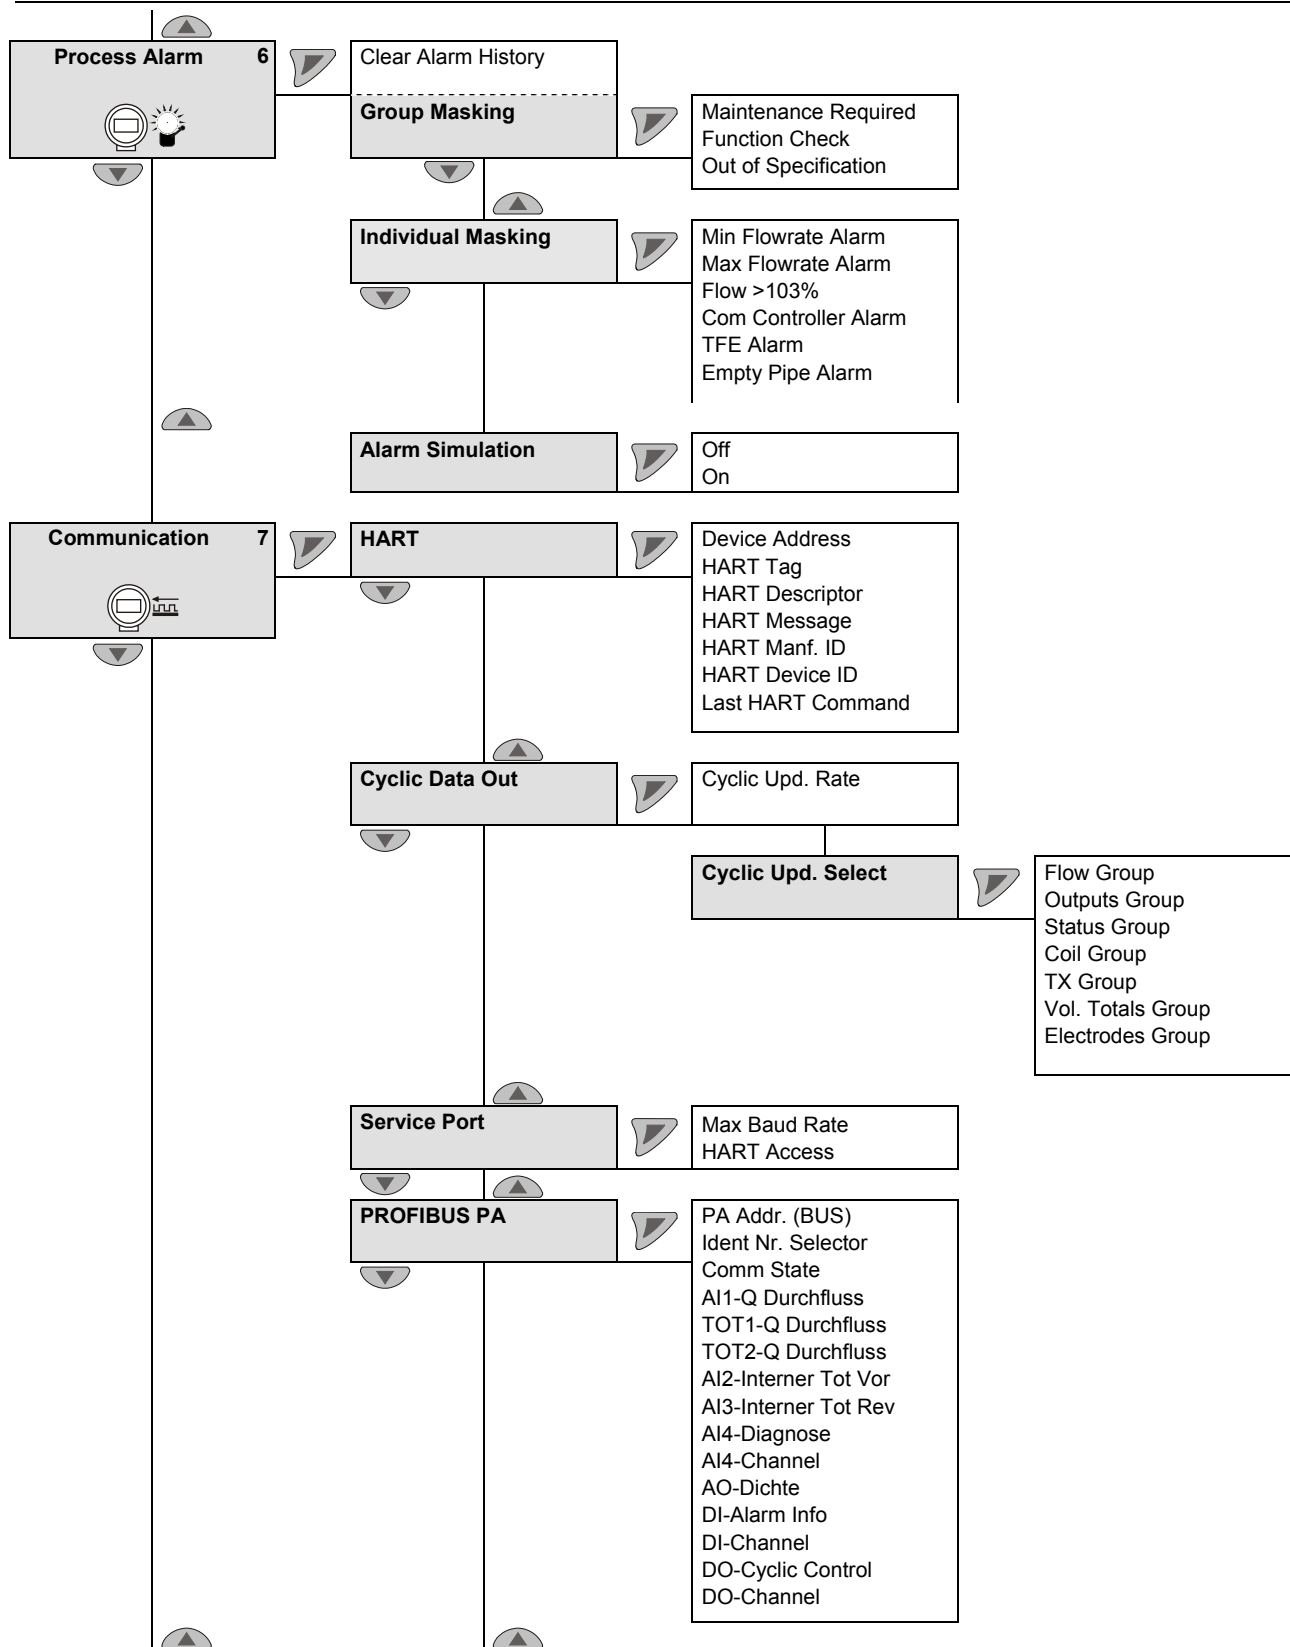 Process Alarm 6
Clear Alarm History
Group Masking
Maintenance Required
Function Check
Out of Specification
Individual Masking
Min Flowrate Alarm
Max Flowrate Alarm
Flow >103%
Com Controller Alarm
TFE Alarm
Empty Pipe Alarm
Alarm Simulation
Off
On
Communication 7
HART
Device Address
HART Tag
HART Descriptor
HART Message
HART Manf. ID
HART Device ID
Last HART Command
Cyclic Data Out
Cyclic Upd. Rate
Cyclic Upd. Select
Flow Group
Outputs Group
Status Group
Coil Group
TX Group
Vol. Totals Group
Electrodes Group
Service Port
Max Baud Rate
HART Access
PROFIBUS PA
PA Addr. (BUS)
Ident Nr. Selector
Comm State
AI1-Q Durchfluss
TOT1-Q Durchfluss
TOT2-Q Durchfluss
AI2-Interner Tot Vor
AI3-Interner Tot Rev
AI4-Diagnose
AI4-Channel
AO-Dichte
DI-Alarm Info
DI-Channel
DO-Cyclic Control
DO-Channel